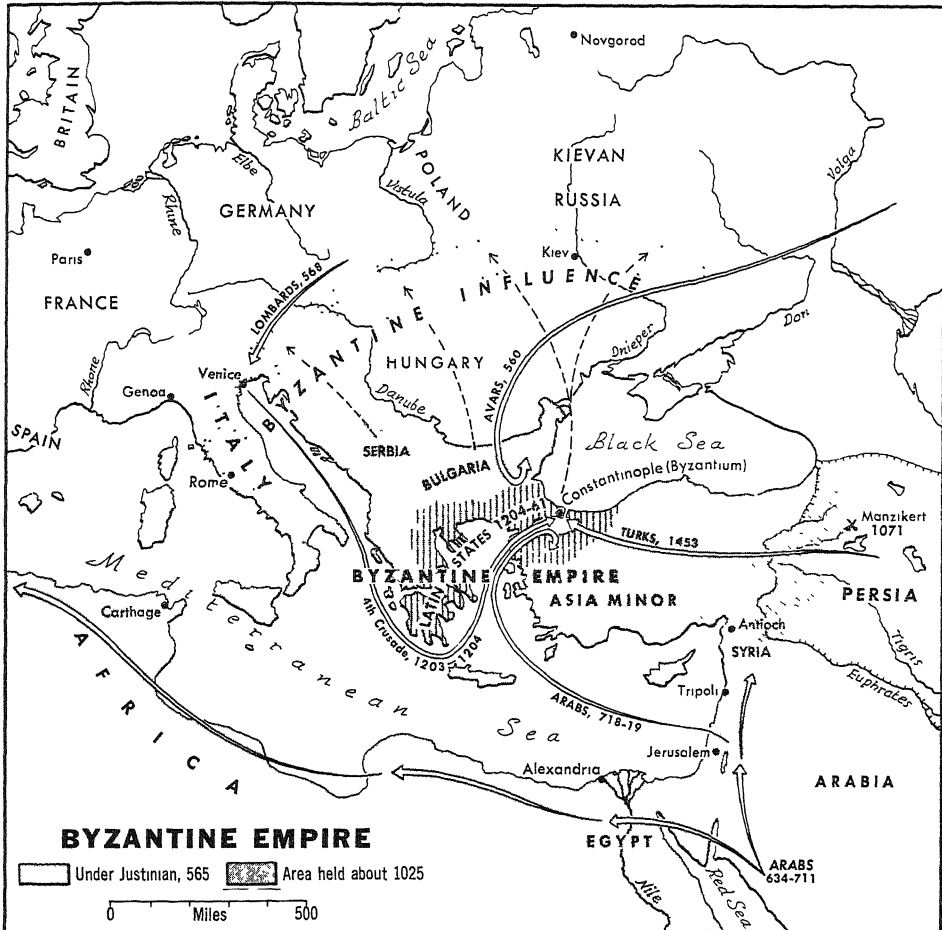 Novgorod
Baltic Sea
BRITAIN
POLAND
KIEVAN
RUSSIA
Volga
Elbe
Rhine
Vistula
GERMANY
Paris
Kiev
FRANCE
LOMBARDS, 568
BYZANTINE INFLUENCE
Don
Dnieper
HUNGARY
AVARS, 560
Rhone
Venice
Genoa
Danube
ITALY
SPAIN
SERBIA
Black Sea
BULGARIA
Rome
Constantinople (Byzantium)
LATIN STATES 1204-61
Manzikert
1071
TURKS, 1453
BYZANTINE EMPIRE
Mediterranean Sea
ASIA MINOR
PERSIA
Carthage
4th Crusade, 1203-1204
Antioch
SYRIA
Tigris
Euphrates
Tripoli
ARABS, 718-19
AFRICA
Jerusalem
Alexandria
ARABIA
EGYPT
ARABS
634-711
Nile
Red Sea
BYZANTINE EMPIRE
Under Justinian, 565
Area held about 1025
0 Miles 500